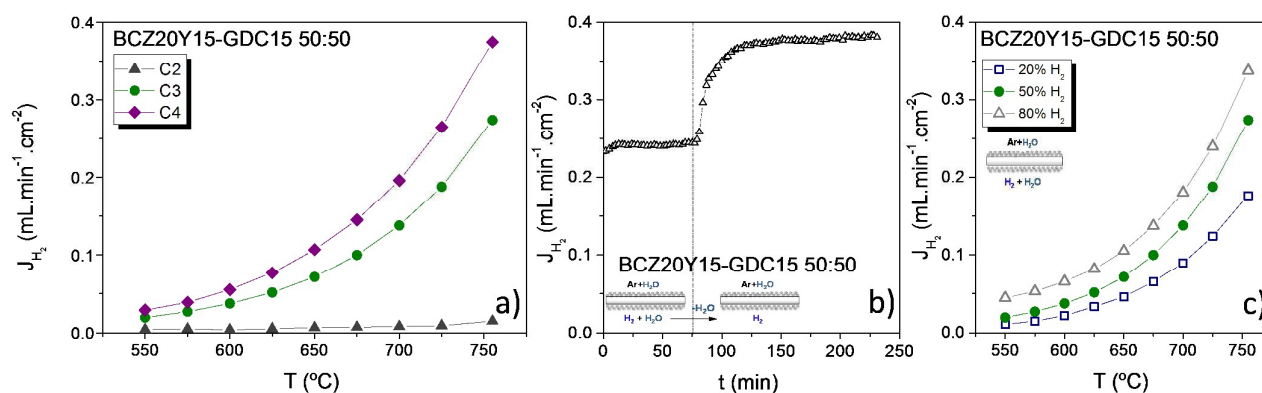 BCZ20Y15-GDC15 50:50
C2
C3
C4
0.4
0.3
0.2
0.1
0.0
J_H₂ (mL.min⁻¹.cm⁻²)
550 600 650 700 750
T (ºC)
a)
0.4
0.3
0.2
0.1
0.0
J_H₂ (mL.min⁻¹.cm⁻²)
BCZ20Y15-GDC15 50:50
Ar+H₂O
Ar+H₂O
-H₂O
H₂ + H₂O
H₂
0 50 100 150 200 250
t (min)
b)
BCZ20Y15-GDC15 50:50
20% H₂
50% H₂
80% H₂
Ar+H₂O
H₂ + H₂O
0.4
0.3
0.2
0.1
0.0
J_H₂ (mL.min⁻¹.cm⁻²)
550 600 650 700 750
T (ºC)
c)